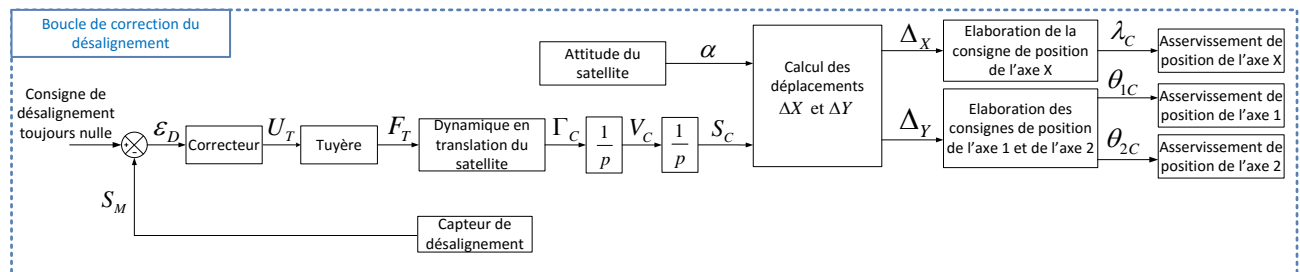 Boucle de correction du
désalignement
Attitude du
satellite
α
Calcul des
déplacements
ΔX et ΔY
Δ_X
Elaboration de la
consigne de position
de l'axe X
λ_C
Asservissement de
position de l'axe X
Consigne de
désalignement
toujours nulle
+
-
ε_D
Correcteur
U_T
Tuyère
F_T
Dynamique en
translation du
satellite
Γ_C
1/p
V_C
1/p
S_C
Δ_Y
Elaboration des
consignes de position
de l'axe 1 et de l'axe 2
θ_1C
Asservissement de
position de l'axe 1
θ_2C
Asservissement de
position de l'axe 2
S_M
Capteur de
désalignement